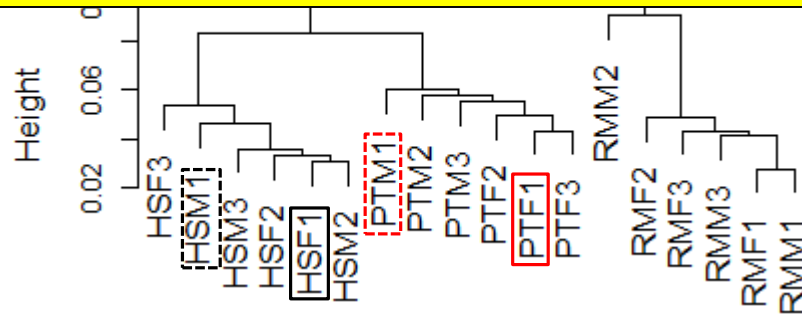 Height
0.02
0.06
HSF3
HSM1
HSM3
HSF2
HSF1
HSM2
PTM1
PTM2
PTM3
PTF2
PTF1
PTF3
RMM2
RMF2
RMF3
RMM3
RMF1
RMM1